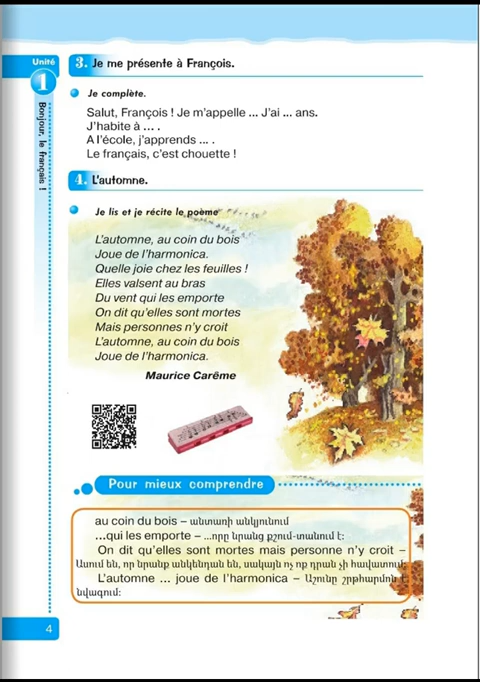 Unité
1
Bonjour, le français !
3. Je me présente à François.
Je complète.
Salut, François ! Je m'appelle ... J'ai ... ans.
J'habite à ... .
A l'école, j'apprends ... .
Le français, c'est chouette !
4. L'automne.
Je lis et je récite le poème
L'automne, au coin du bois
Joue de l'harmonica.
Quelle joie chez les feuilles !
Elles valsent au bras
Du vent qui les emporte
On dit qu'elles sont mortes
Mais personnes n'y croit
L'automne, au coin du bois
Joue de l'harmonica.
Maurice Carême
Pour mieux comprendre
au coin du bois – անտառի անկյունում
...qui les emporte – ...որը նրանց քշում-տանում է:
On dit qu'elles sont mortes mais personne n'y croit –
Ասում են, որ նրանք անկենդան են, սակայն ոչ ոք դրան չի հավատում:
L'automne ... joue de l'harmonica – Աշունը շրթհարմոն է
նվագում:
4